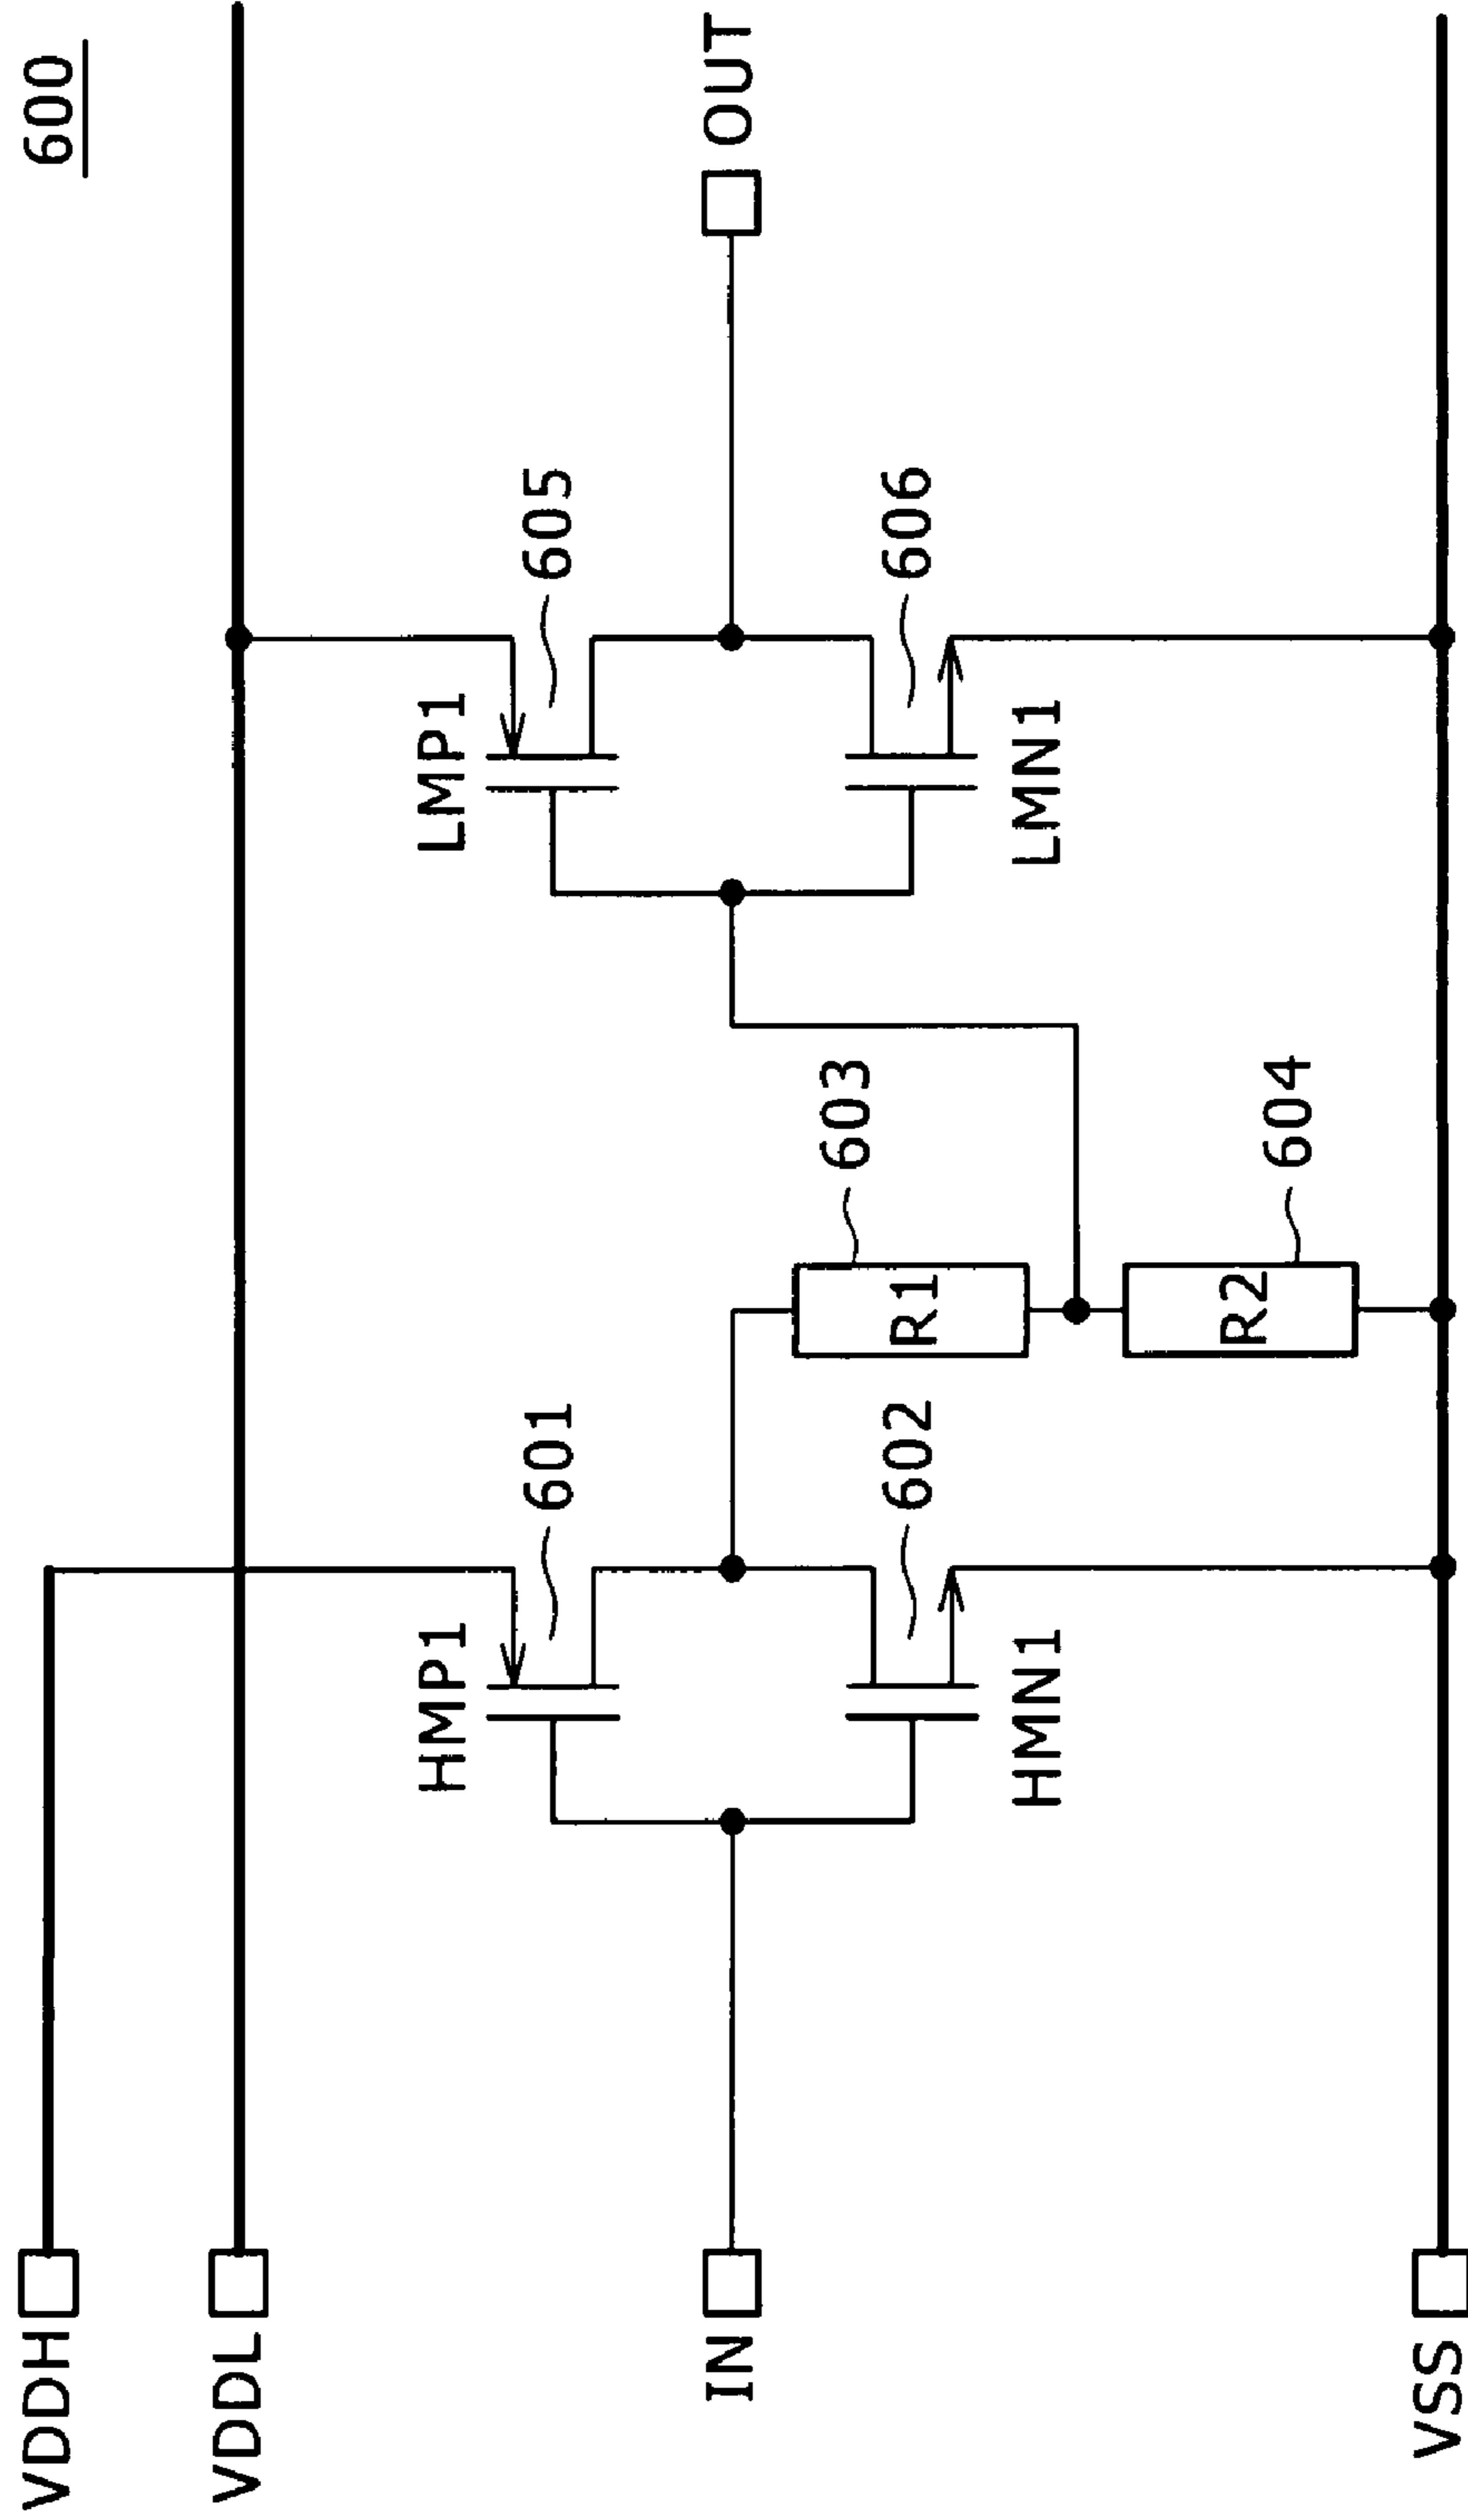 600
VDDH
VDDL
HMP1
601
LMP1
605
IN
OUT
R1
603
602
HMN1
606
LMN1
R2
604
VSS